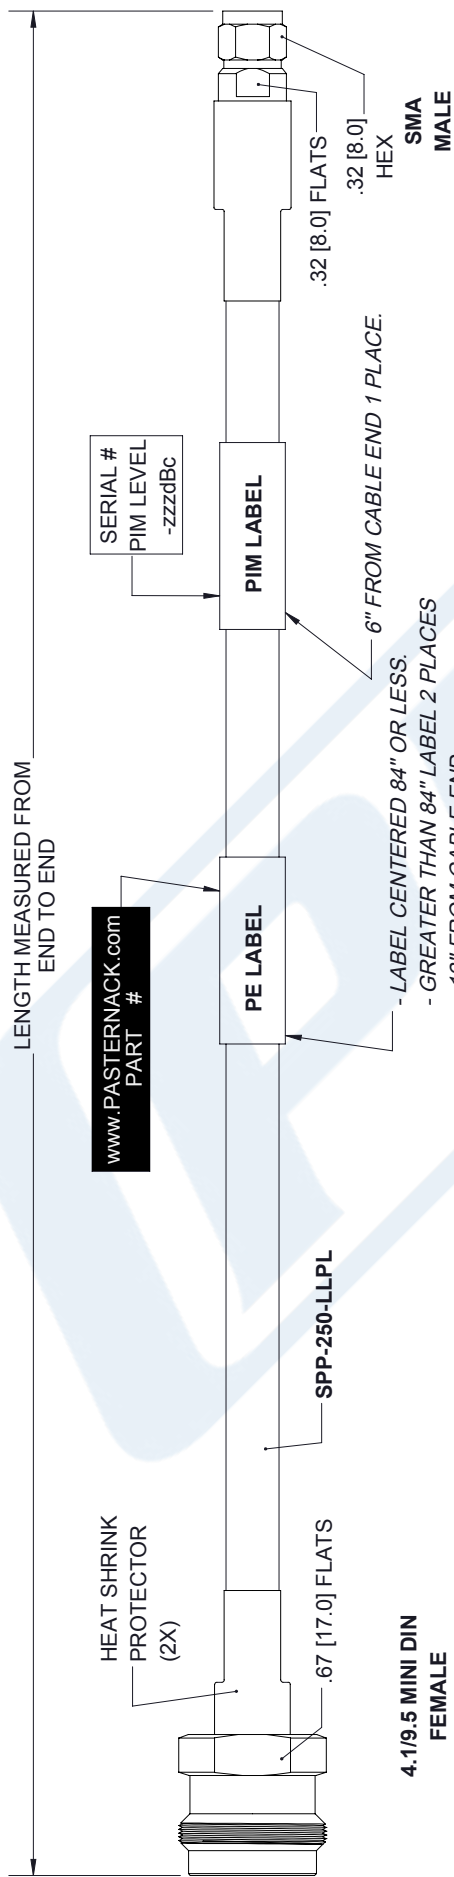 LENGTH MEASURED FROM
END TO END
www.PASTERNACK.com
PART #
SERIAL #
PIM LEVEL
-zzzdBc
HEAT SHRINK
PROTECTOR
(2X)
PE LABEL
PIM LABEL
.67 [17.0] FLATS
SPP-250-LLPL
- LABEL CENTERED 84" OR LESS.
- GREATER THAN 84" LABEL 2 PLACES
6" FROM CABLE END 1 PLACE.
.32 [8.0] FLATS
.32 [8.0]
HEX
4.1/9.5 MINI DIN
FEMALE
SMA
MALE